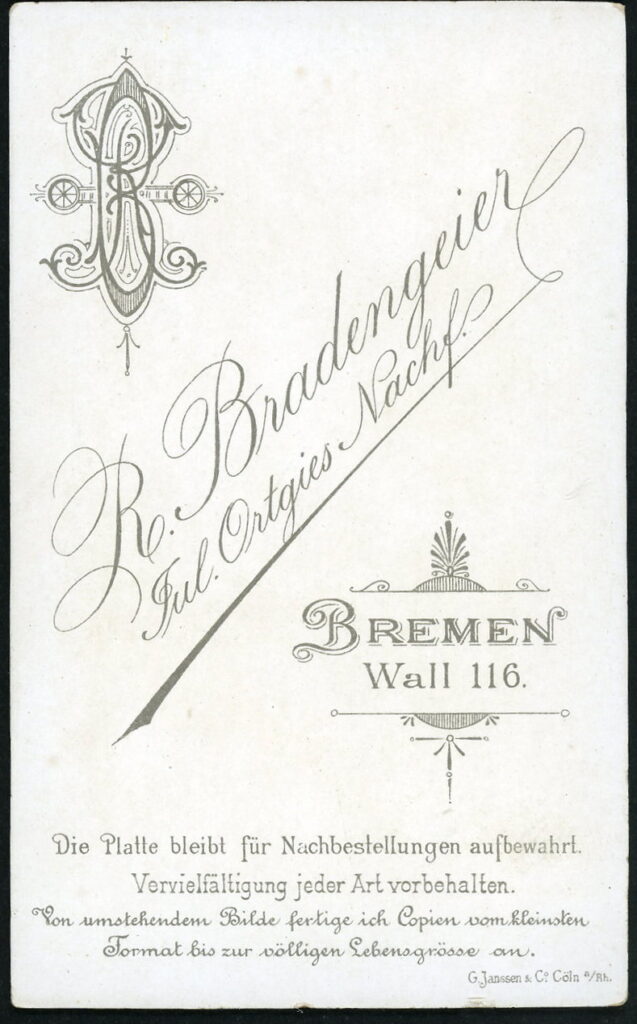 R. Bradengeier
Jul. Ortgies Nachf.
BREMEN
Wall 116.
Die Platte bleibt für Nachbestellungen aufbewahrt.
Vervielfältigung jeder Art vorbehalten.
Von umstehendem Bilde fertige ich Copien vom kleinsten
Format bis zur völligen Lebensgrösse an.
G. Janssen & Co. Cöln a/Rh.